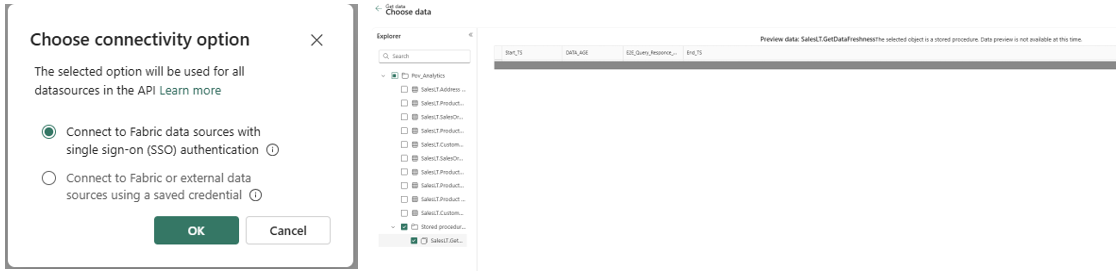 Choose connectivity option
The selected option will be used for all
datasources in the API Learn more
Connect to Fabric data sources with
single sign-on (SSO) authentication
Connect to Fabric or external data
sources using a saved credential
OK
Cancel
Get data
Choose data
Explorer
Search
Pev_Analytics
SalesLT.Address ...
SalesLT.Product...
SalesLT.SalesOr...
SalesLT.Product...
SalesLT.Custom...
SalesLT.SalesOr...
SalesLT.Product...
SalesLT.Product...
SalesLT.Product ...
SalesLT.Custom...
Stored procedur...
SalesLT.Get...
Preview data: SalesLT.GetDataFreshnessThe selected object is a stored procedure. Data preview is not available at this time.
Start_TS DATA_AGE E2E_Query_Responce_... End_TS